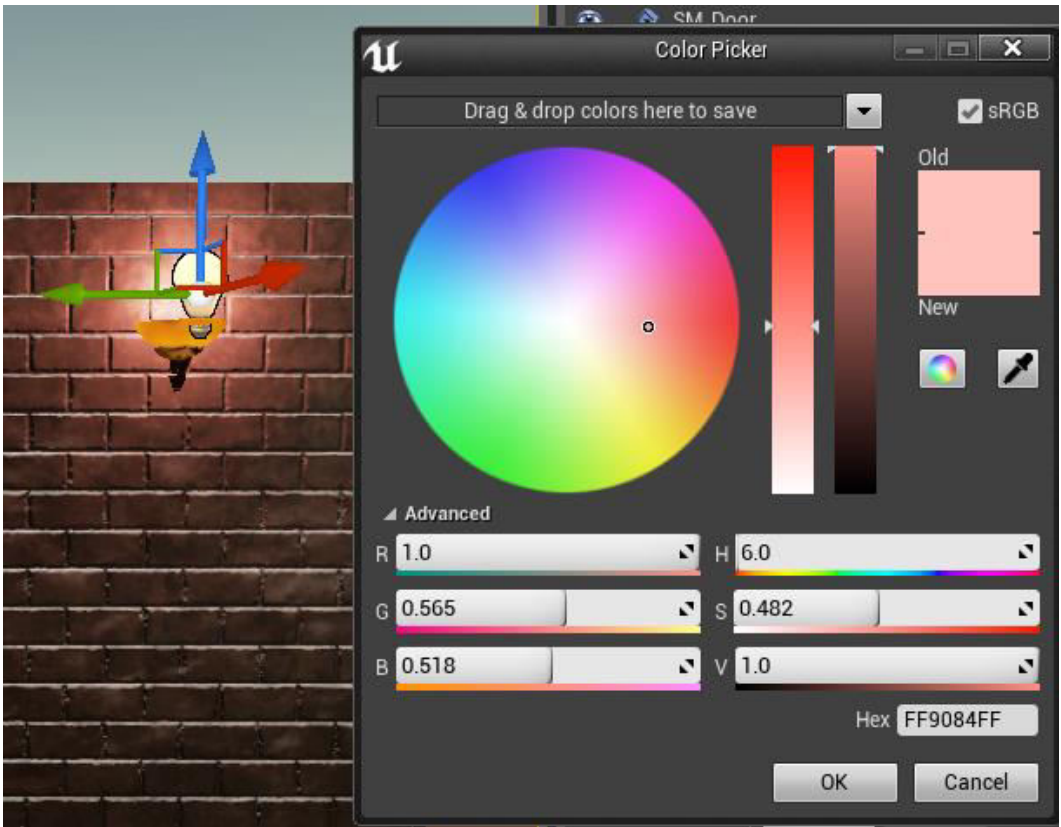 SM_Door
Color Picker
Drag & drop colors here to save
sRGB
Old
New
Advanced
R 1.0
H 6.0
G 0.565
S 0.482
B 0.518
V 1.0
Hex FF9084FF
OK
Cancel